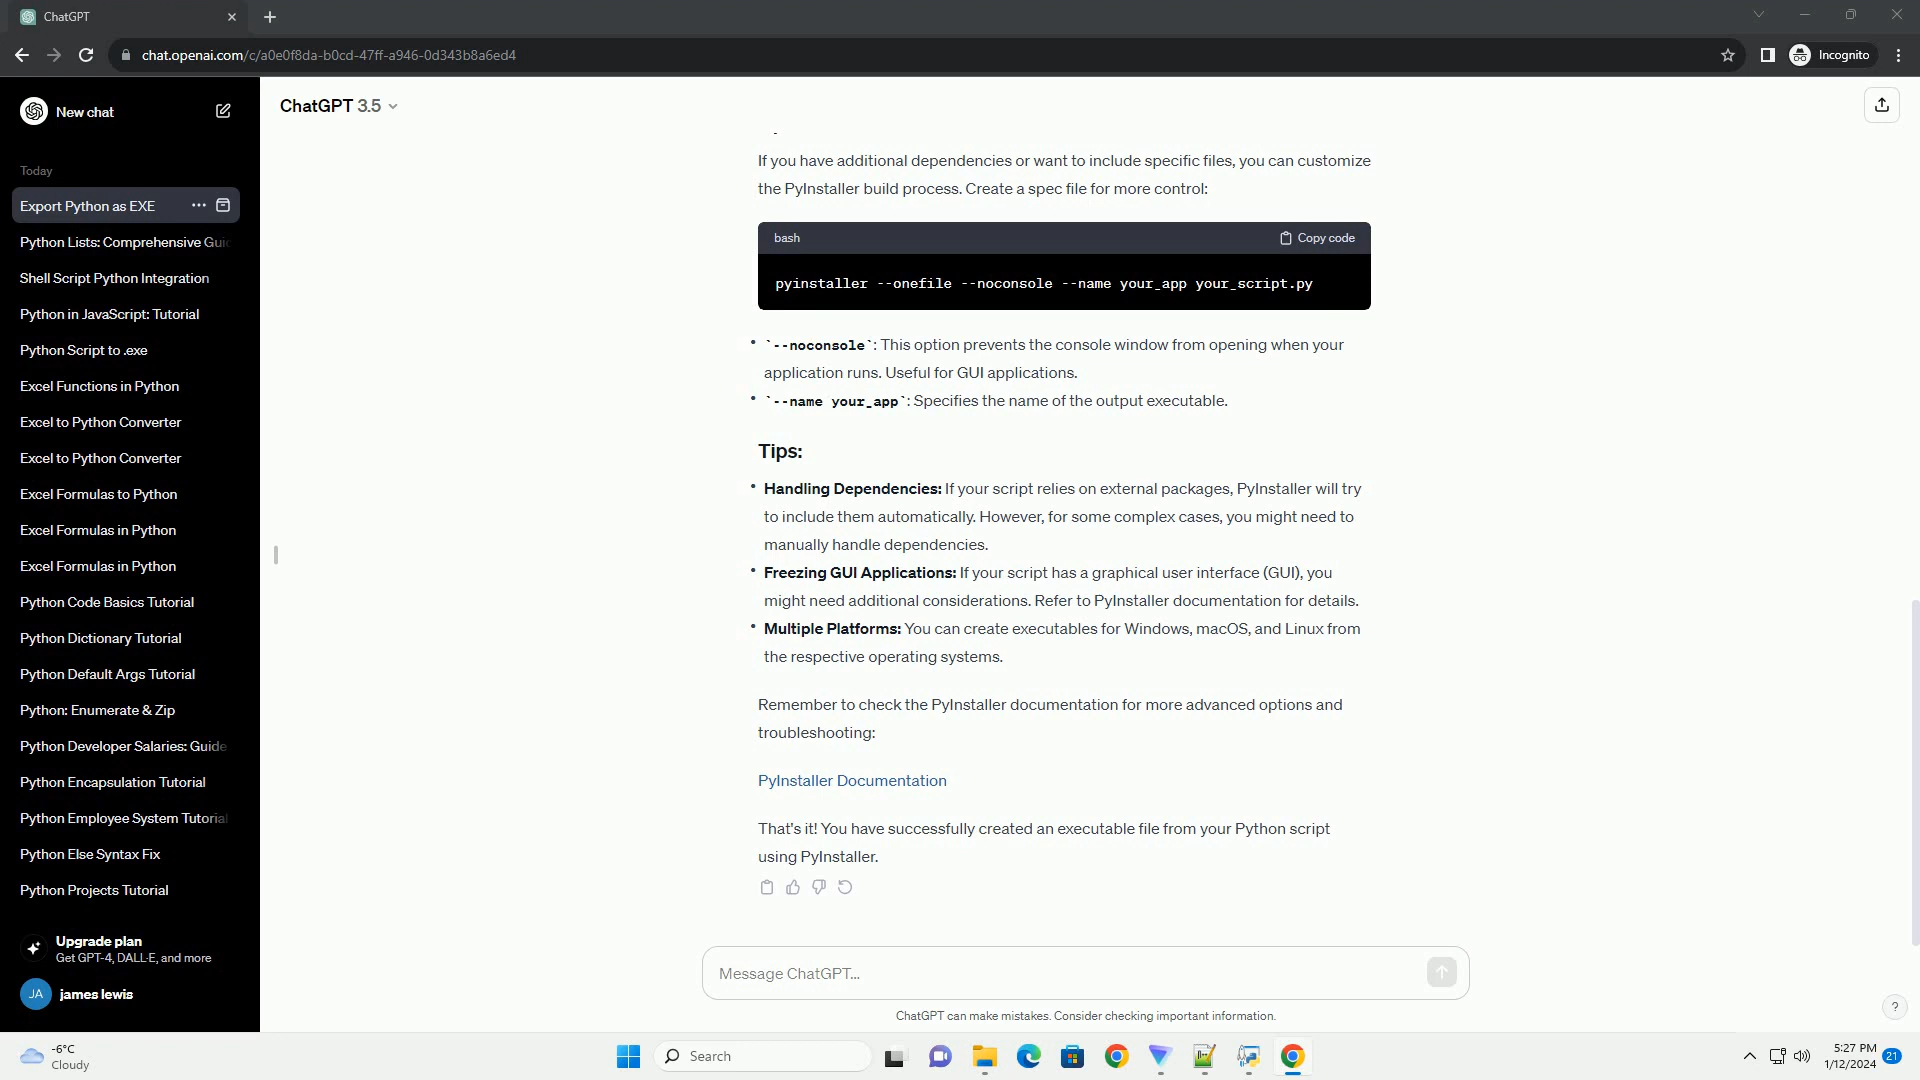 ChatGPT
chat.openai.com/c/a0e0f8da-b0cd-47ff-a946-0d343b8a6ed4
Incognito
New chat
ChatGPT 3.5
Today
Export Python as EXE
Python Lists: Comprehensive Gui
Shell Script Python Integration
Python in JavaScript: Tutorial
Python Script to .exe
Excel Functions in Python
Excel to Python Converter
Excel to Python Converter
Excel Formulas to Python
Excel Formulas in Python
Excel Formulas in Python
Python Code Basics Tutorial
Python Dictionary Tutorial
Python Default Args Tutorial
Python: Enumerate & Zip
Python Developer Salaries: Guide
Python Encapsulation Tutorial
Python Employee System Tutorial
Python Else Syntax Fix
Python Projects Tutorial
Upgrade plan
Get GPT-4, DALL·E, and more
JA james lewis
If you have additional dependencies or want to include specific files, you can customize
the PyInstaller build process. Create a spec file for more control:
bash
Copy code
pyinstaller --onefile --noconsole --name your_app your_script.py
• `--noconsole`: This option prevents the console window from opening when your
application runs. Useful for GUI applications.
• `--name your_app`: Specifies the name of the output executable.
Tips:
• Handling Dependencies: If your script relies on external packages, PyInstaller will try
to include them automatically. However, for some complex cases, you might need to
manually handle dependencies.
• Freezing GUI Applications: If your script has a graphical user interface (GUI), you
might need additional considerations. Refer to PyInstaller documentation for details.
• Multiple Platforms: You can create executables for Windows, macOS, and Linux from
the respective operating systems.
Remember to check the PyInstaller documentation for more advanced options and
troubleshooting:
PyInstaller Documentation
That's it! You have successfully created an executable file from your Python script
using PyInstaller.
Message ChatGPT...
ChatGPT can make mistakes. Consider checking important information.
?
-6°C
Cloudy
Search
5:27 PM
1/12/2024
21